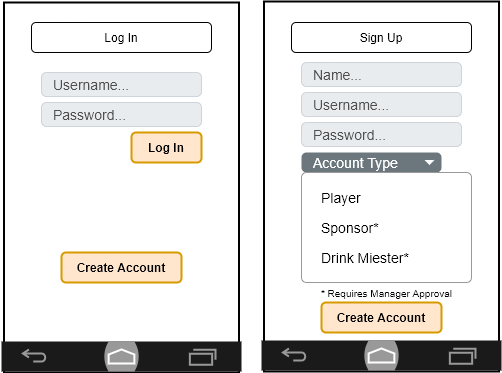 Log In
Username...
Password...
Log In
Create Account
Sign Up
Name...
Username...
Password...
Account Type
Player
Sponsor*
Drink Miester*
* Requires Manager Approval
Create Account